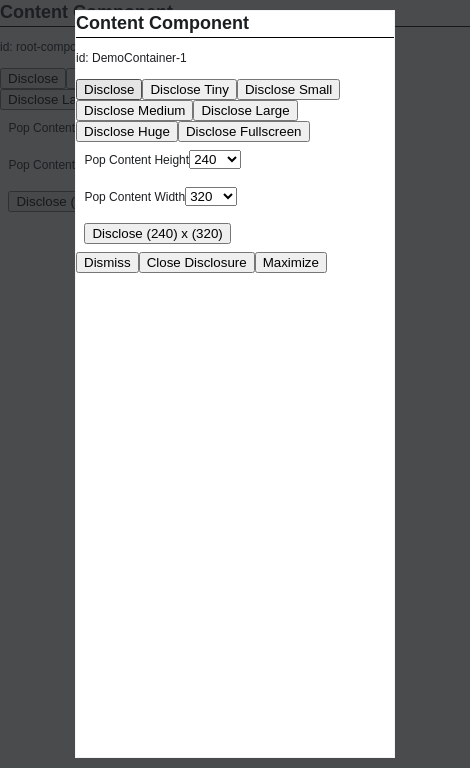 Content Component
id: DemoContainer-1
Disclose Disclose Tiny Disclose Small
Disclose Medium Disclose Large
Disclose Huge Disclose Fullscreen
Pop Content Height 240
Pop Content Width 320
Disclose (240) x (320)
Dismiss Close Disclosure Maximize
Content Component
id: root-compo
Disclose
Disclose La
Pop Content
Pop Content
Disclose (